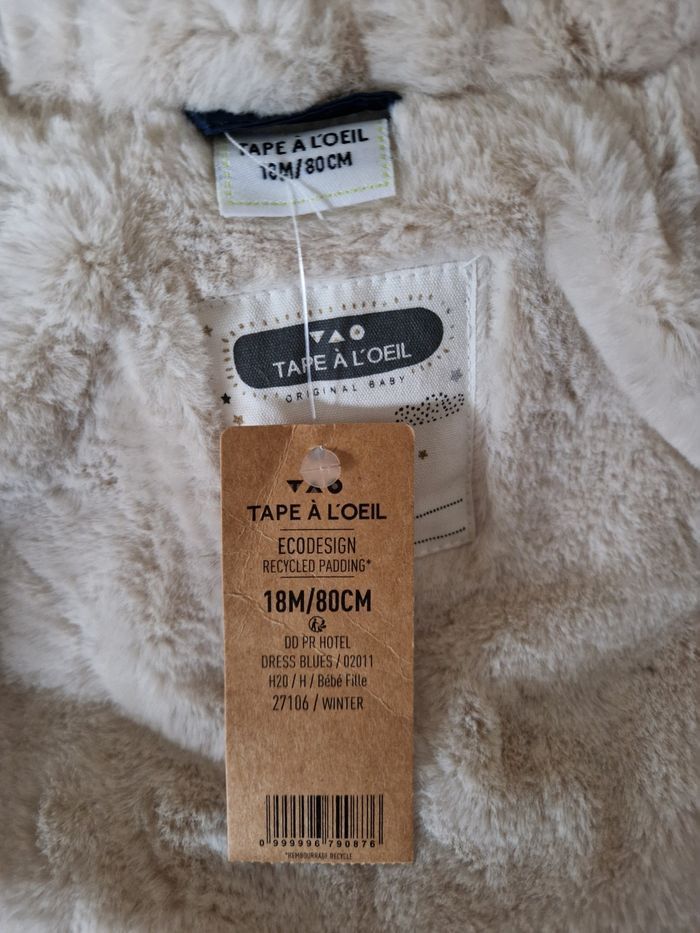 TAPE À L'OEIL
18M/80CM
TAPE À L'OEIL
ORIGINAL BABY
TAPE À L'OEIL
ECODESIGN
RECYCLED PADDING*
18M/80CM
DD PR HOTEL
DRESS BLUES / 02011
H20 / H / Bébé Fille
27106 / WINTER
0 999996 790876
*REMBOURRAGE RECYCLE